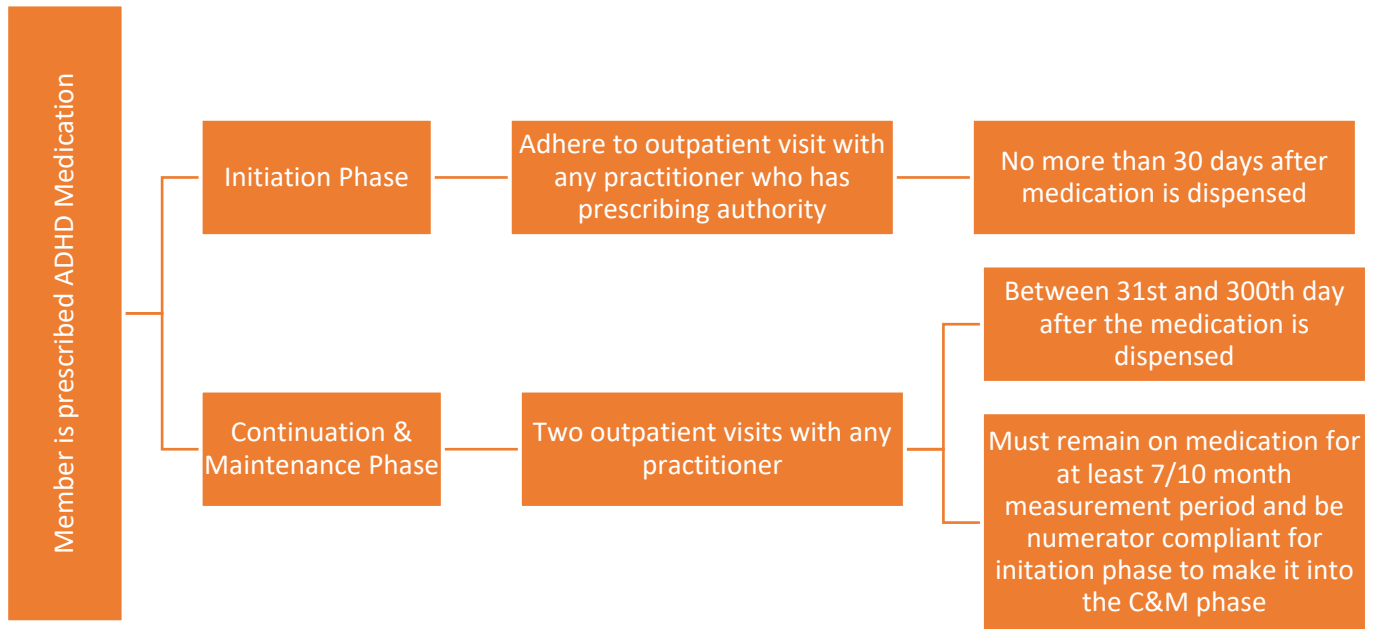 Member is prescribed ADHD Medication
Initiation Phase
Adhere to outpatient visit with
any practitioner who has
prescribing authority
No more than 30 days after
medication is dispensed
Continuation &
Maintenance Phase
Two outpatient visits with any
practitioner
Between 31st and 300th day
after the medication is
dispensed
Must remain on medication for
at least 7/10 month
measurement period and be
numerator compliant for
initation phase to make it into
the C&M phase